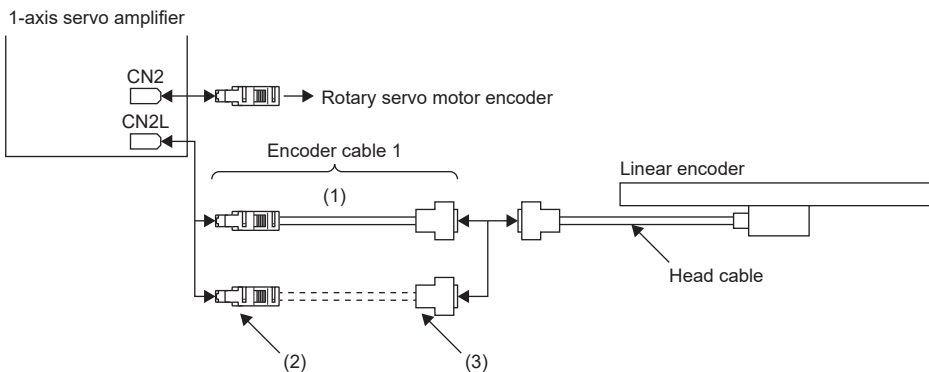 1-axis servo amplifier
CN2
Rotary servo motor encoder
CN2L
Encoder cable 1
(1)
Linear encoder
Head cable
(2)
(3)